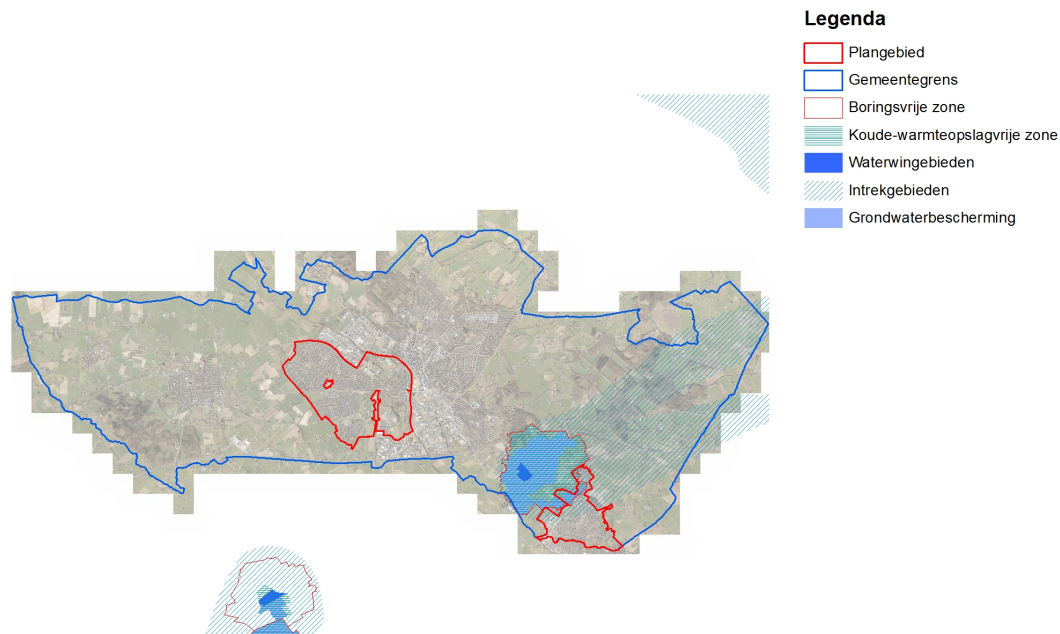 Legenda
Plangebied
Gemeentegrens
Boringsvrije zone
Koude-warmteopslagvrije zone
Waterwingebieden
Intrekgebieden
Grondwaterbescherming